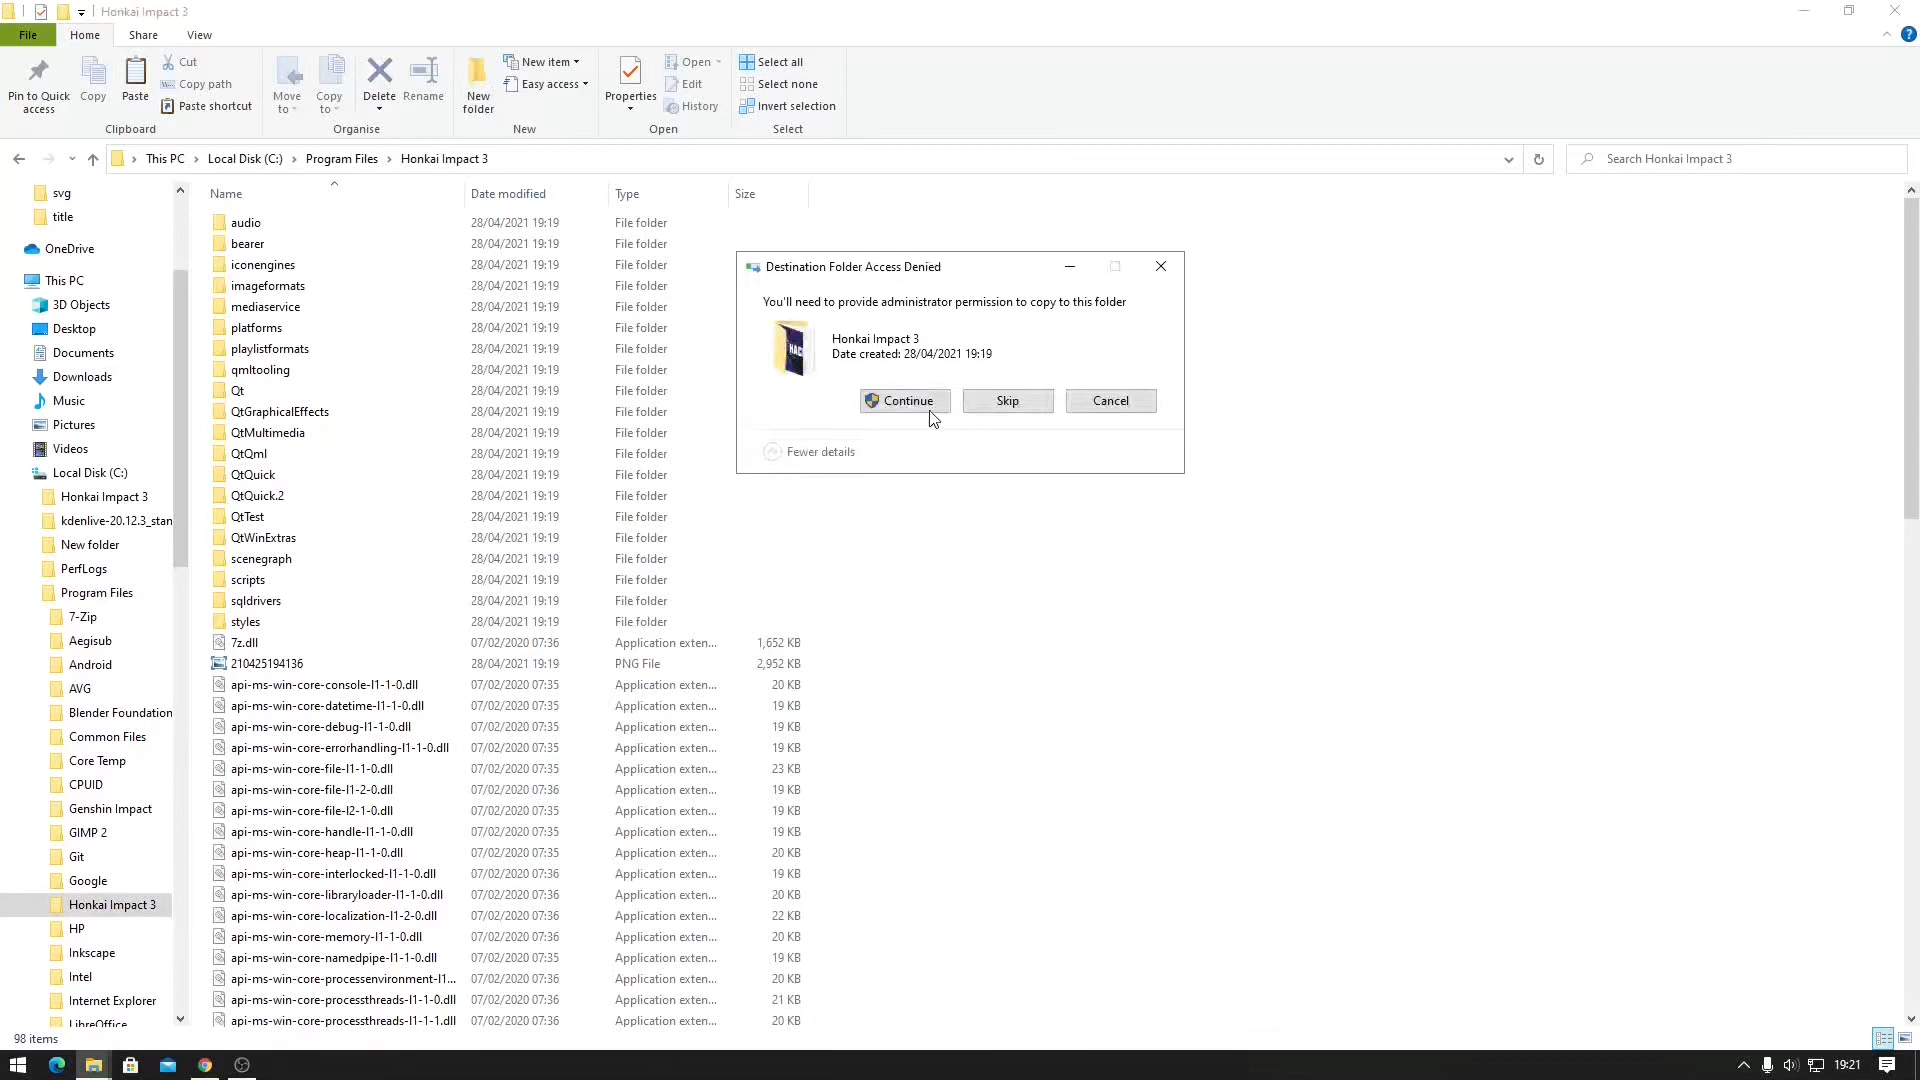 Honkai Impact 3
File
Home
Share
View
Pin to Quick access
Copy
Paste
Cut
Copy path
Paste shortcut
Clipboard
Move to
Copy to
Delete
Rename
Organise
New folder
New item
Easy access
New
Properties
Open
Edit
History
Open
Select all
Select none
Invert selection
Select
This PC
Local Disk (C:)
Program Files
Honkai Impact 3
Search Honkai Impact 3
svg
title
OneDrive
This PC
3D Objects
Desktop
Documents
Downloads
Music
Pictures
Videos
Local Disk (C:)
Honkai Impact 3
kdenlive-20.12.3_stan
New folder
PerfLogs
Program Files
7-Zip
Aegisub
Android
AVG
Blender Foundation
Common Files
Core Temp
CPUID
Genshin Impact
GIMP 2
Git
Google
Honkai Impact 3
HP
Inkscape
Intel
Internet Explorer
LibreOffice
Name Date modified Type Size
audio 28/04/2021 19:19 File folder
bearer 28/04/2021 19:19 File folder
iconengines 28/04/2021 19:19 File folder
imageformats 28/04/2021 19:19 File folder
mediaservice 28/04/2021 19:19 File folder
platforms 28/04/2021 19:19 File folder
playlistformats 28/04/2021 19:19 File folder
qmltooling 28/04/2021 19:19 File folder
Qt 28/04/2021 19:19 File folder
QtGraphicalEffects 28/04/2021 19:19 File folder
QtMultimedia 28/04/2021 19:19 File folder
QtQml 28/04/2021 19:19 File folder
QtQuick 28/04/2021 19:19 File folder
QtQuick.2 28/04/2021 19:19 File folder
QtTest 28/04/2021 19:19 File folder
QtWinExtras 28/04/2021 19:19 File folder
scenegraph 28/04/2021 19:19 File folder
scripts 28/04/2021 19:19 File folder
sqldrivers 28/04/2021 19:19 File folder
styles 28/04/2021 19:19 File folder
7z.dll 07/02/2020 07:36 Application exten... 1,652 KB
210425194136 28/04/2021 19:19 PNG File 2,952 KB
api-ms-win-core-console-l1-1-0.dll 07/02/2020 07:35 Application exten... 20 KB
api-ms-win-core-datetime-l1-1-0.dll 07/02/2020 07:35 Application exten... 19 KB
api-ms-win-core-debug-l1-1-0.dll 07/02/2020 07:35 Application exten... 19 KB
api-ms-win-core-errorhandling-l1-1-0.dll 07/02/2020 07:35 Application exten... 19 KB
api-ms-win-core-file-l1-1-0.dll 07/02/2020 07:35 Application exten... 23 KB
api-ms-win-core-file-l1-2-0.dll 07/02/2020 07:36 Application exten... 19 KB
api-ms-win-core-file-l2-1-0.dll 07/02/2020 07:35 Application exten... 19 KB
api-ms-win-core-handle-l1-1-0.dll 07/02/2020 07:35 Application exten... 19 KB
api-ms-win-core-heap-l1-1-0.dll 07/02/2020 07:35 Application exten... 20 KB
api-ms-win-core-interlocked-l1-1-0.dll 07/02/2020 07:36 Application exten... 19 KB
api-ms-win-core-libraryloader-l1-1-0.dll 07/02/2020 07:36 Application exten... 20 KB
api-ms-win-core-localization-l1-2-0.dll 07/02/2020 07:36 Application exten... 22 KB
api-ms-win-core-memory-l1-1-0.dll 07/02/2020 07:36 Application exten... 20 KB
api-ms-win-core-namedpipe-l1-1-0.dll 07/02/2020 07:35 Application exten... 19 KB
api-ms-win-core-processenvironment-l1... 07/02/2020 07:36 Application exten... 20 KB
api-ms-win-core-processthreads-l1-1-0.dll 07/02/2020 07:36 Application exten... 21 KB
api-ms-win-core-processthreads-l1-1-1.dll 07/02/2020 07:36 Application exten... 20 KB
Destination Folder Access Denied
You'll need to provide administrator permission to copy to this folder
HAC
Honkai Impact 3
Date created: 28/04/2021 19:19
Continue
Skip
Cancel
Fewer details
98 items
19:21